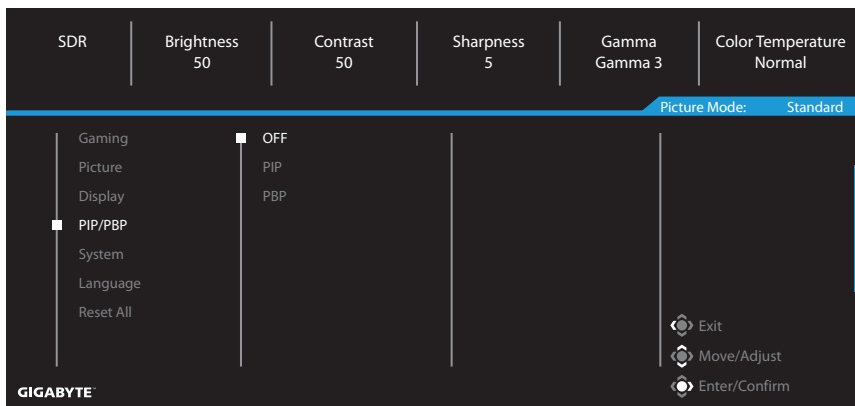 SDR Brightness Contrast Sharpness Gamma Color Temperature
50 50 5 Gamma 3 Normal
Picture Mode: Standard
Gaming OFF
Picture PIP
Display PBP
PIP/PBP
System
Language
Reset All
Exit
Move/Adjust
GIGABYTE™ Enter/Confirm